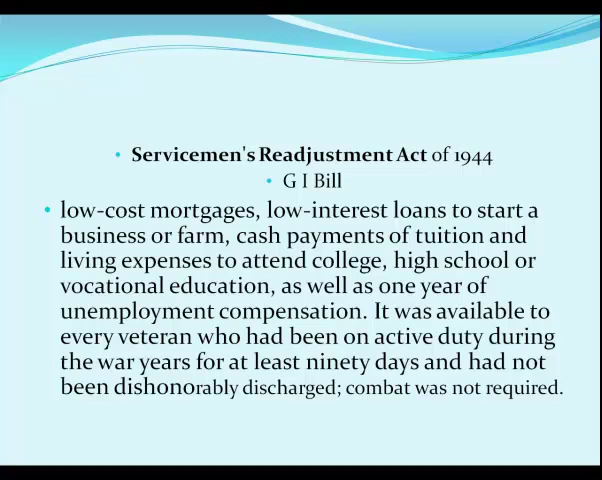 • Servicemen's Readjustment Act of 1944
• G I Bill
• low-cost mortgages, low-interest loans to start a
business or farm, cash payments of tuition and
living expenses to attend college, high school or
vocational education, as well as one year of
unemployment compensation. It was available to
every veteran who had been on active duty during
the war years for at least ninety days and had not
been dishonorably discharged; combat was not required.